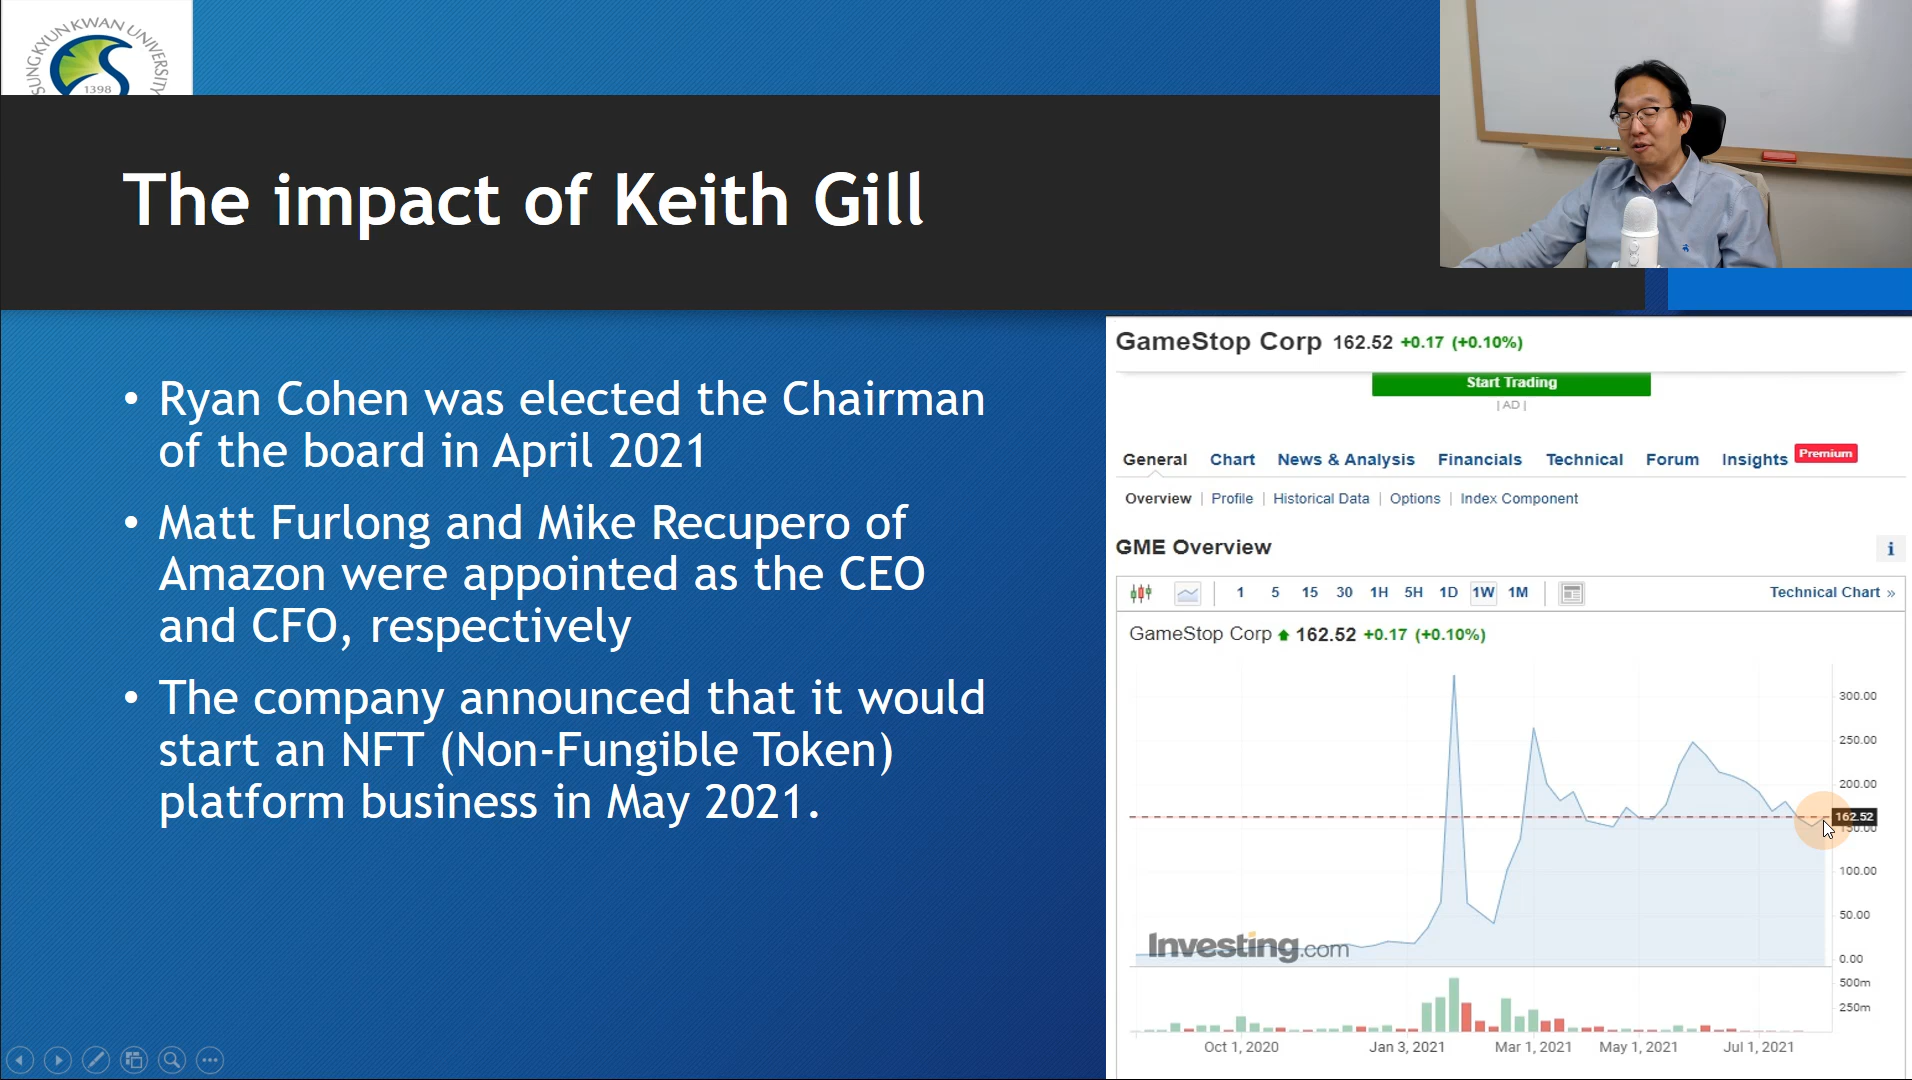 SUNGKYUNKWAN UNIVERSITY
1398
The impact of Keith Gill
• Ryan Cohen was elected the Chairman
of the board in April 2021
• Matt Furlong and Mike Recupero of
Amazon were appointed as the CEO
and CFO, respectively
• The company announced that it would
start an NFT (Non-Fungible Token)
platform business in May 2021.
GameStop Corp 162.52 +0.17 (+0.10%)
Start Trading
| AD |
General Chart News & Analysis Financials Technical Forum Insights Premium
Overview | Profile | Historical Data | Options | Index Component
GME Overview
i
1 5 15 30 1H 5H 1D 1W 1M Technical Chart »
GameStop Corp 162.52 +0.17 (+0.10%)
300.00
250.00
200.00
162.52
150.00
100.00
50.00
0.00
Investing.com
500m
250m
Oct 1, 2020 Jan 3, 2021 Mar 1, 2021 May 1, 2021 Jul 1, 2021